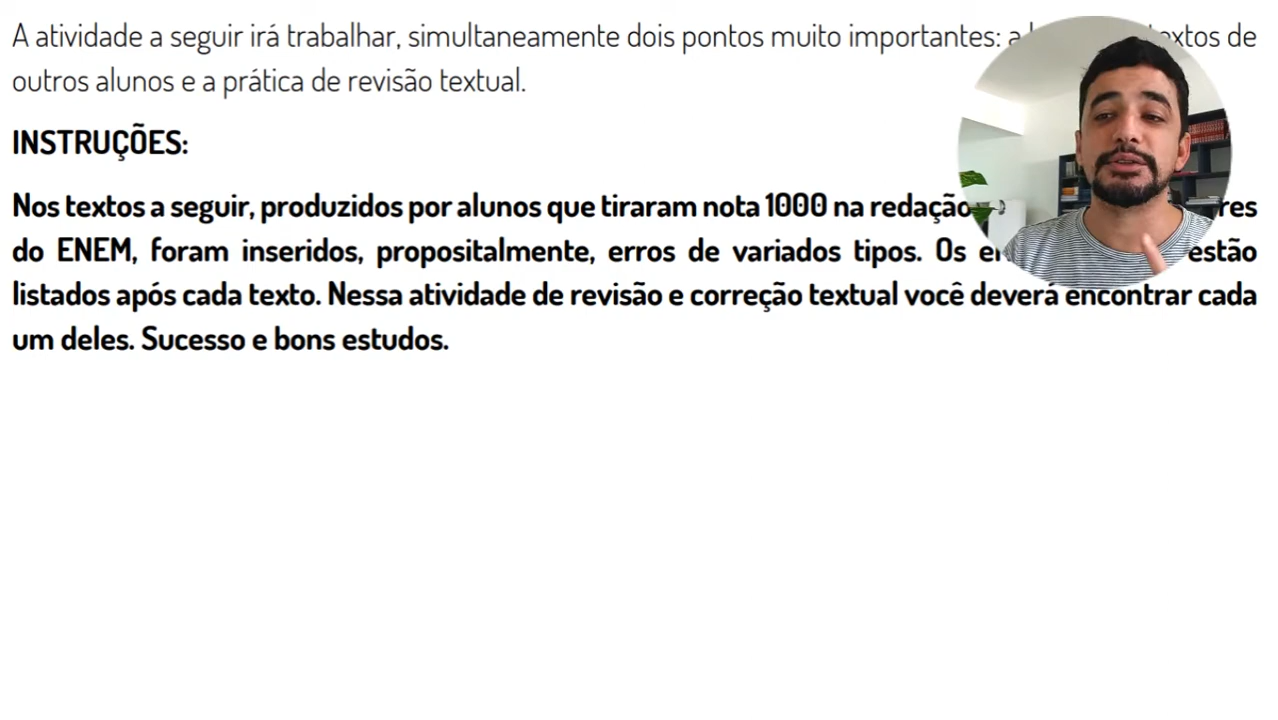 A atividade a seguir irá trabalhar, simultaneamente dois pontos muito importantes: a de
outros alunos e a prática de revisão textual.
INSTRUÇÕES:
Nos textos a seguir, produzidos por alunos que tiraram nota 1000 na redação
do ENEM, foram inseridos, propositalmente, erros de variados tipos. Os estão
listados após cada texto. Nessa atividade de revisão e correção textual você deverá encontrar cada
um deles. Sucesso e bons estudos.